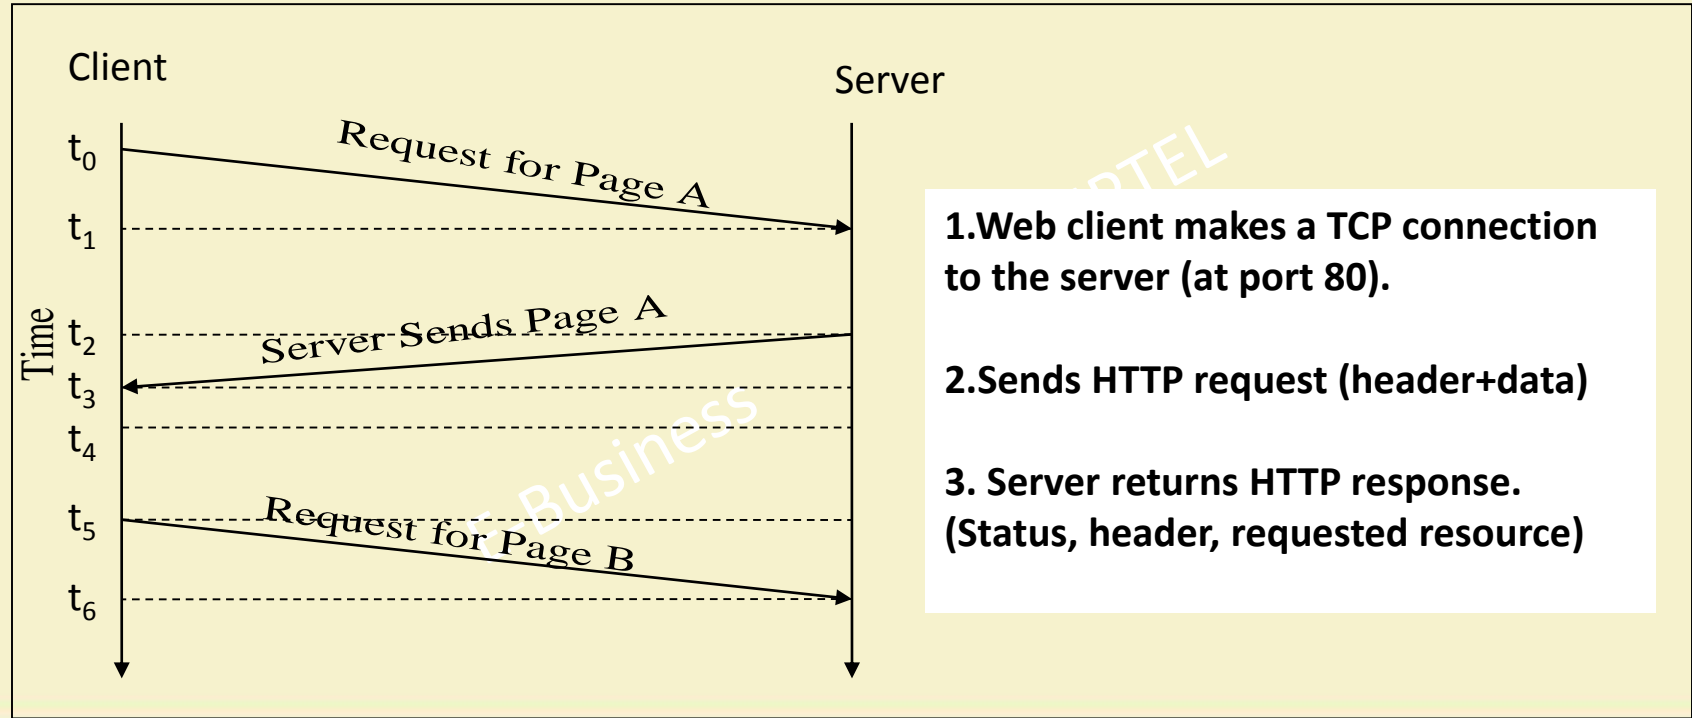 Client
Server
t0
Request for Page A
t1
Time
t2
Server Sends Page A
t3
t4
t5
Request for Page B
t6
E-Business
1.Web client makes a TCP connection
to the server (at port 80).
2.Sends HTTP request (header+data)
3. Server returns HTTP response.
(Status, header, requested resource)